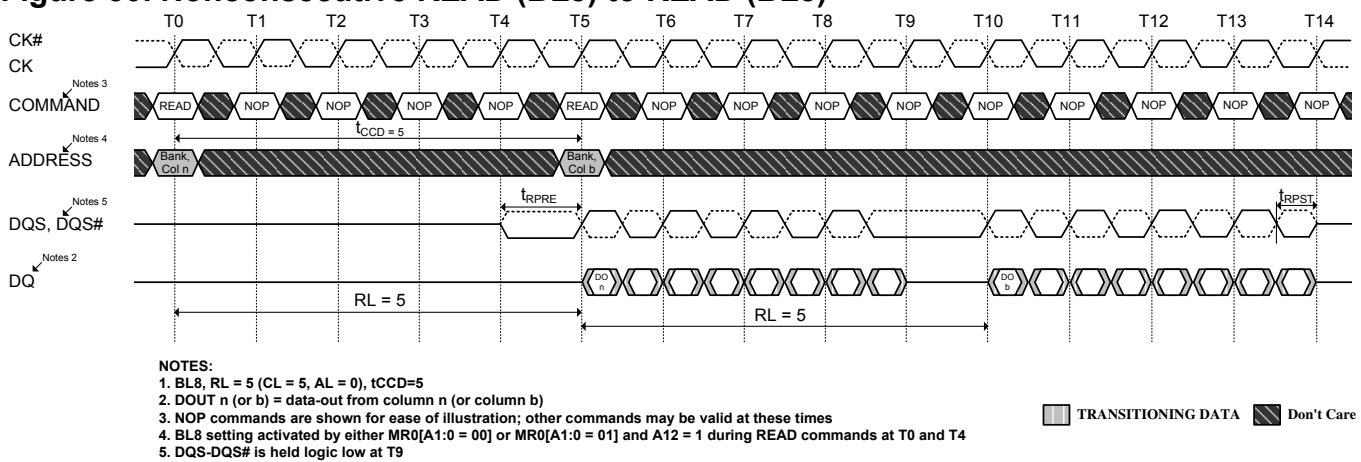 T0 T1 T2 T3 T4 T5 T6 T7 T8 T9 T10 T11 T12 T13 T14
CK#
CK
Notes 3
COMMAND READ NOP NOP NOP NOP READ NOP NOP NOP NOP NOP NOP NOP NOP NOP
tCCD = 5
Notes 4
ADDRESS Bank, Col n Bank, Col b
tRPRE tRPST
Notes 5
DQS, DQS#
Notes 2
DQ DO n DO b
RL = 5 RL = 5
NOTES:
1. BL8, RL = 5 (CL = 5, AL = 0), tCCD=5
2. DOUT n (or b) = data-out from column n (or column b)
3. NOP commands are shown for ease of illustration; other commands may be valid at these times
4. BL8 setting activated by either MR0[A1:0 = 00] or MR0[A1:0 = 01] and A12 = 1 during READ commands at T0 and T4
5. DQS-DQS# is held logic low at T9
TRANSITIONING DATA Don't Care